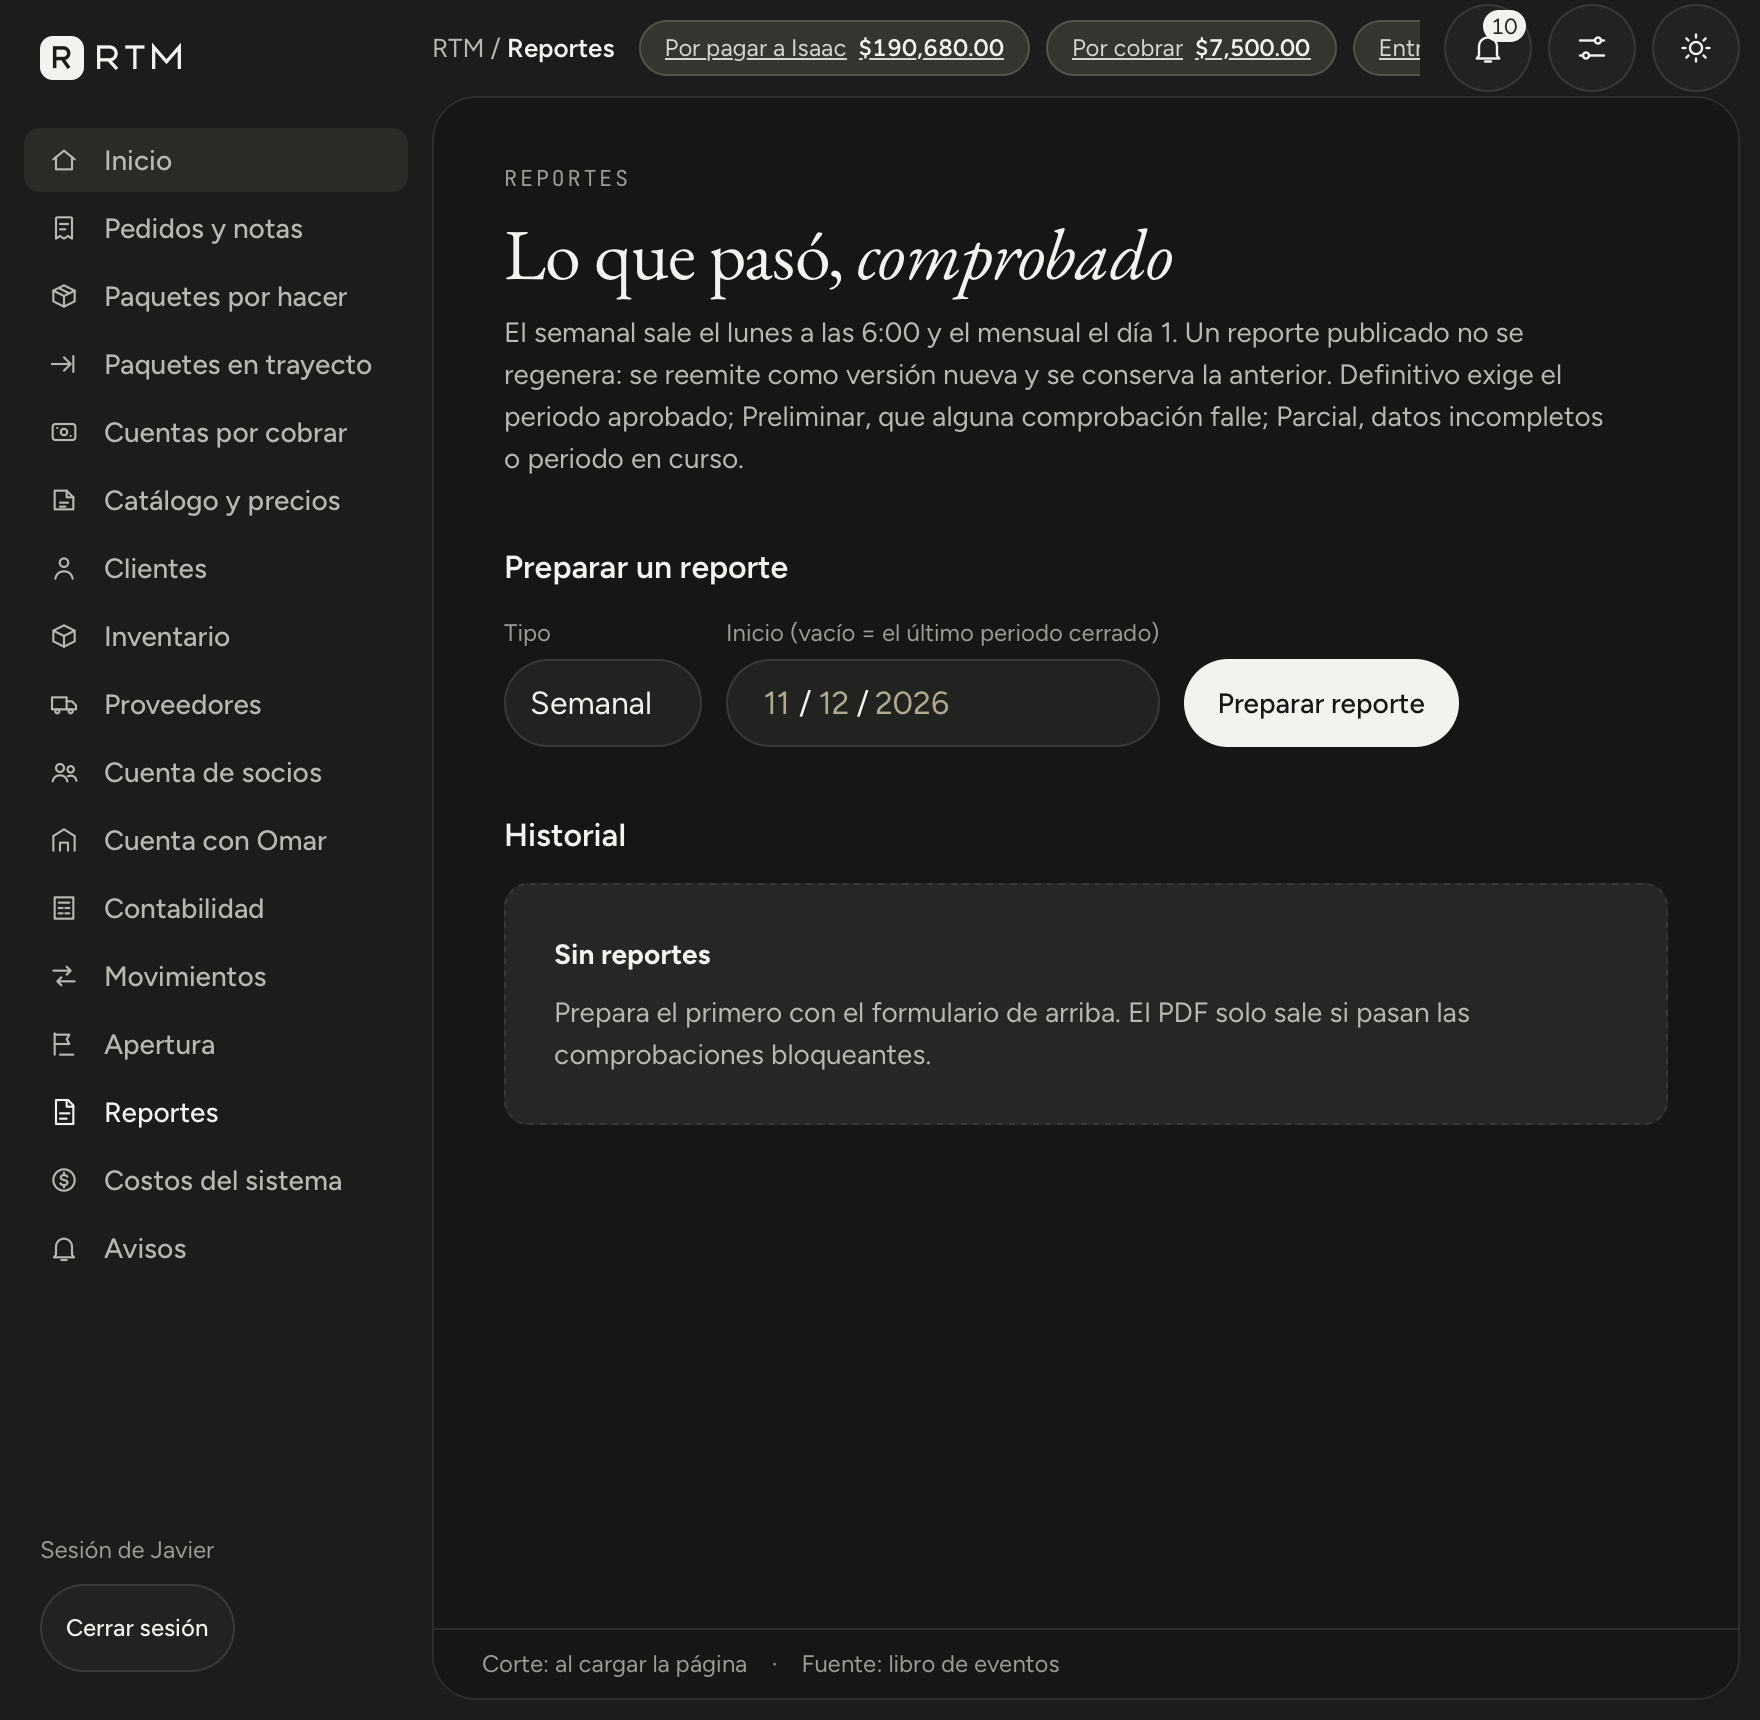 R RTM
RTM / Reportes
Por pagar a Isaac $190,680.00
Por cobrar $7,500.00
Entr
10
Inicio
Pedidos y notas
Paquetes por hacer
Paquetes en trayecto
Cuentas por cobrar
Catálogo y precios
Clientes
Inventario
Proveedores
Cuenta de socios
Cuenta con Omar
Contabilidad
Movimientos
Apertura
Reportes
Costos del sistema
Avisos
Sesión de Javier
Cerrar sesión
REPORTES
Lo que pasó, comprobado
El semanal sale el lunes a las 6:00 y el mensual el día 1. Un reporte publicado no se
regenera: se reemite como versión nueva y se conserva la anterior. Definitivo exige el
periodo aprobado; Preliminar, que alguna comprobación falle; Parcial, datos incompletos
o periodo en curso.
Preparar un reporte
Tipo
Inicio (vacío = el último periodo cerrado)
Semanal
11 / 12 / 2026
Preparar reporte
Historial
Sin reportes
Prepara el primero con el formulario de arriba. El PDF solo sale si pasan las
comprobaciones bloqueantes.
Corte: al cargar la página · Fuente: libro de eventos